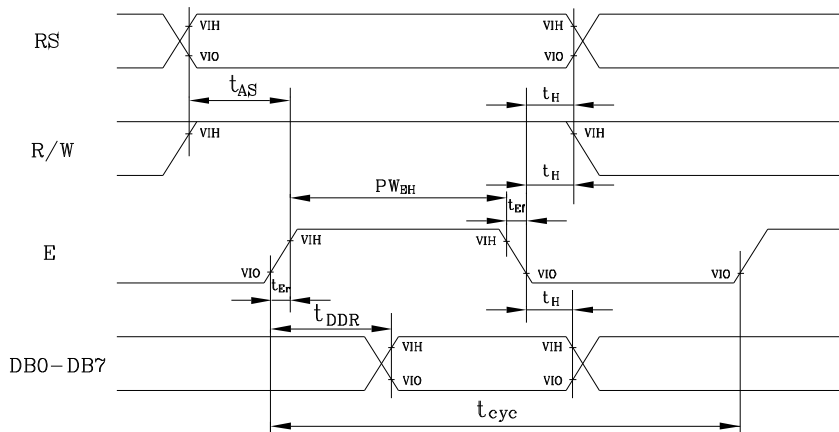 RS
VIH
VIH
VIO
VIO
tAS
tH
R/W
VIH
VIH
tH
PWEH
tEf
E
VIH
VIH
VIO
VIO
VIO
tEr
tH
tDDR
DB0-DB7
VIH
VIH
VIO
VIO
tcyc